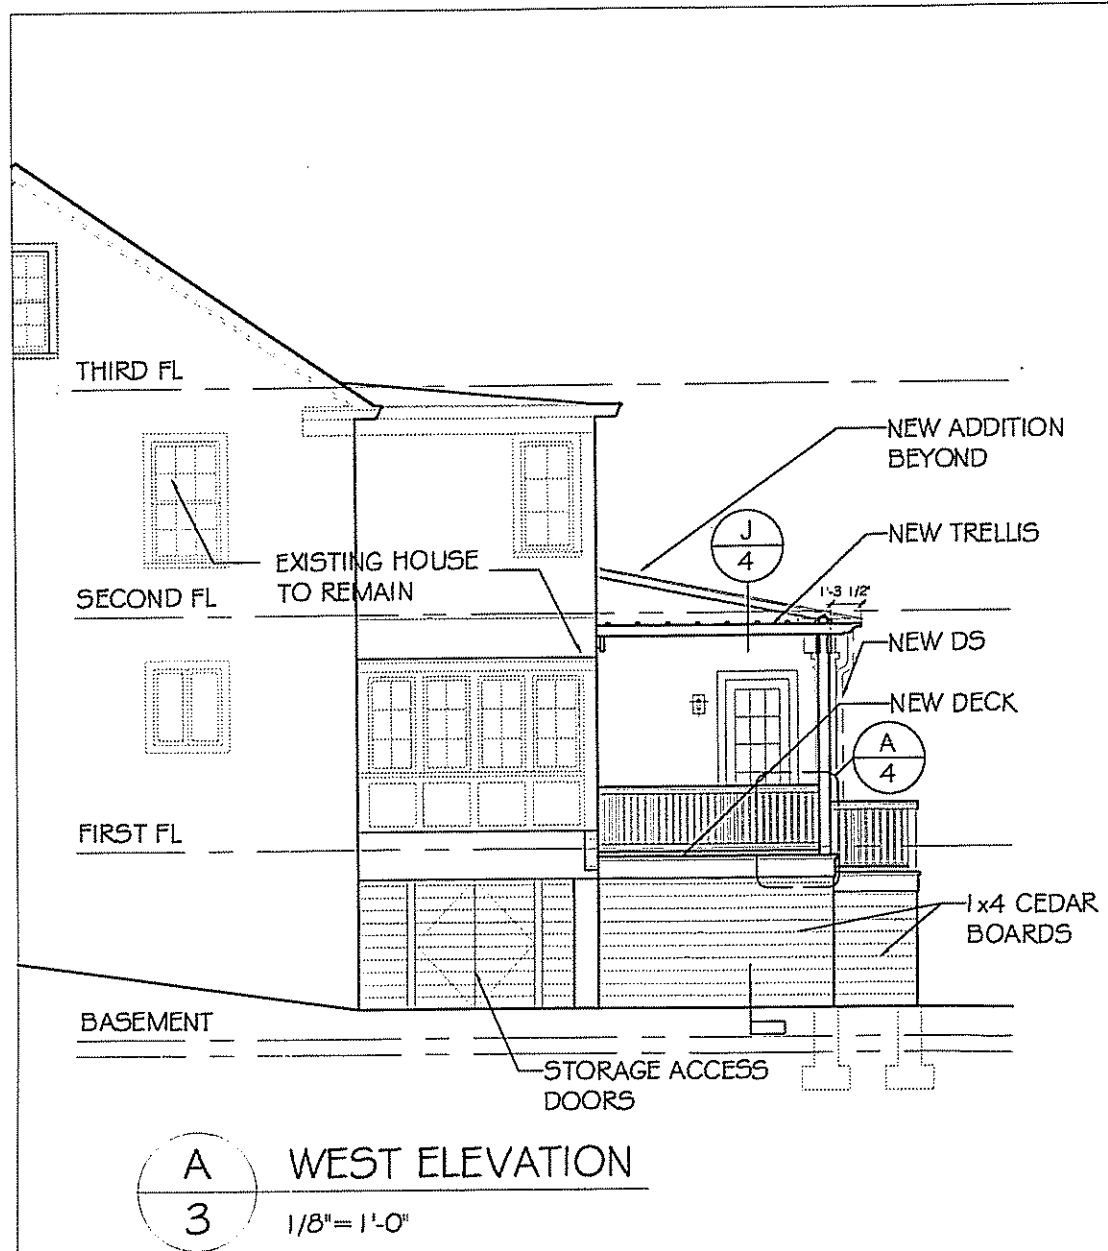 THIRD FL
NEW ADDITION
BEYOND
J
4
NEW TRELLIS
EXISTING HOUSE
TO REMAIN
1'-3 1/2"
SECOND FL
NEW DS
NEW DECK
A
4
FIRST FL
1x4 CEDAR
BOARDS
BASEMENT
STORAGE ACCESS
DOORS
A
3
WEST ELEVATION
1/8"=1'-0"